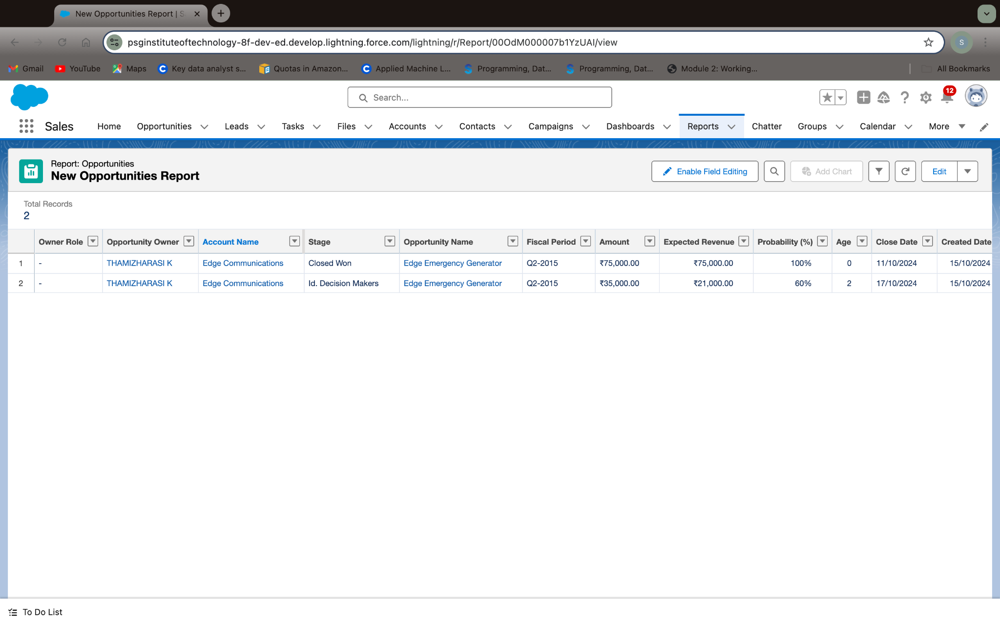 New Opportunities Report | S
psginstituteoftechnology-8f-dev-ed.develop.lightning.force.com/lightning/r/Report/00OdM000007b1YzUAI/view
S
Gmail YouTube Maps Key data analyst s... Quotas in Amazon... Applied Machine L... Programming, Dat... Programming, Dat... Module 2: Working... All Bookmarks
Search...
12
Sales Home Opportunities Leads Tasks Files Accounts Contacts Campaigns Dashboards Reports Chatter Groups Calendar More
Report: Opportunities
New Opportunities Report
Enable Field Editing Add Chart Edit
Total Records
2
Owner Role Opportunity Owner Account Name Stage Opportunity Name Fiscal Period Amount Expected Revenue Probability (%) Age Close Date Created Date
1 - THAMIZHARASI K Edge Communications Closed Won Edge Emergency Generator Q2-2015 ₹75,000.00 ₹75,000.00 100% 0 11/10/2024 15/10/2024
2 - THAMIZHARASI K Edge Communications Id. Decision Makers Edge Emergency Generator Q2-2015 ₹35,000.00 ₹21,000.00 60% 2 17/10/2024 15/10/2024
To Do List